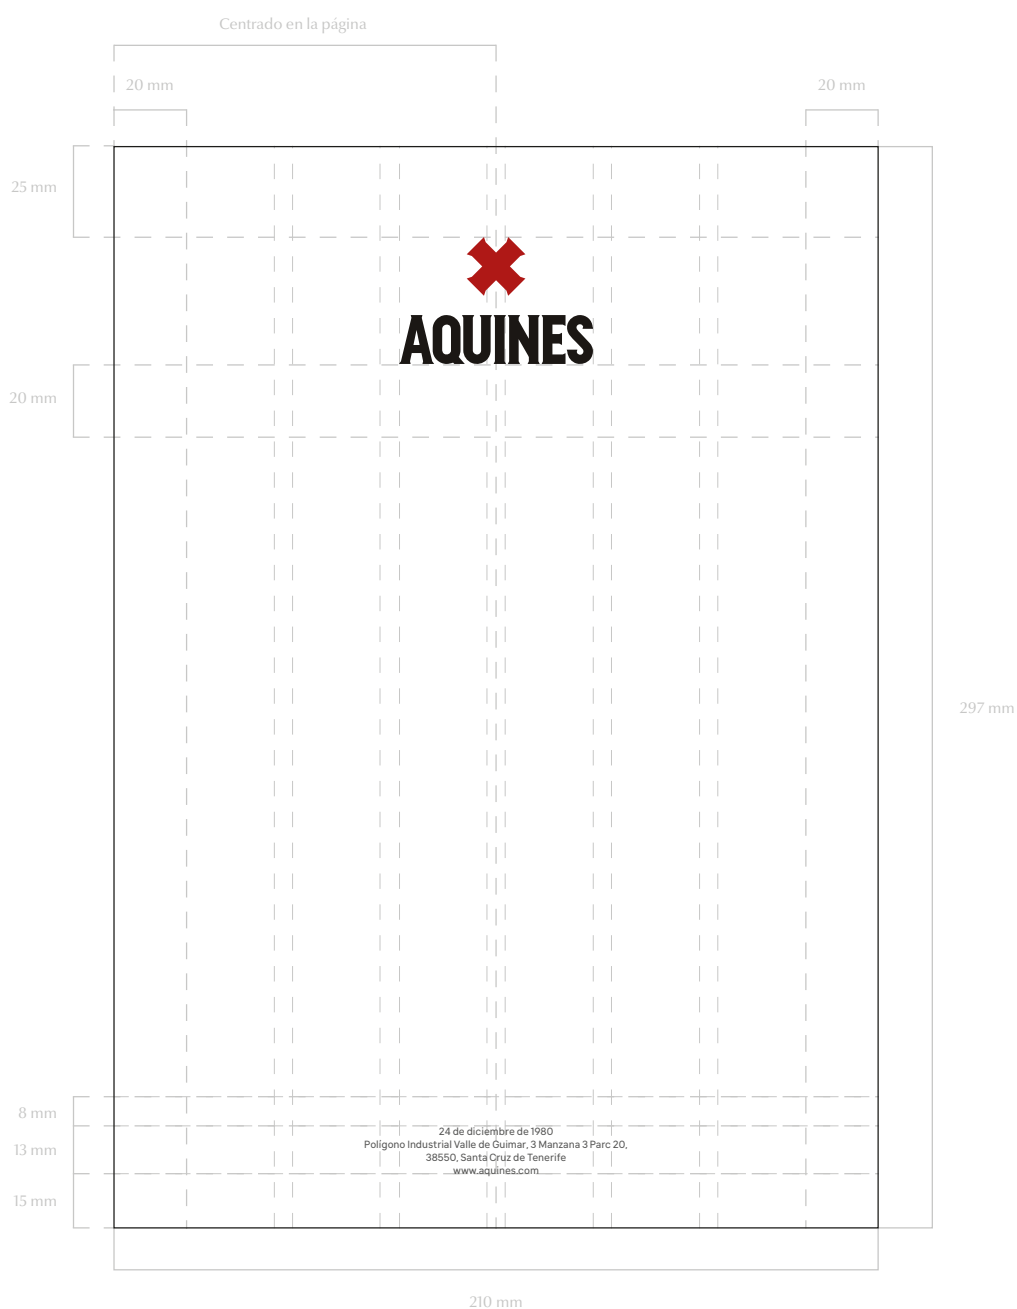 Centrado en la página
20 mm
20 mm
25 mm
AQUINES
20 mm
297 mm
8 mm
13 mm
15 mm
24 de diciembre de 1980
Polígono Industrial Valle de Guimar, 3 Manzana 3 Parc 20,
38550, Santa Cruz de Tenerife
www.aquines.com
210 mm